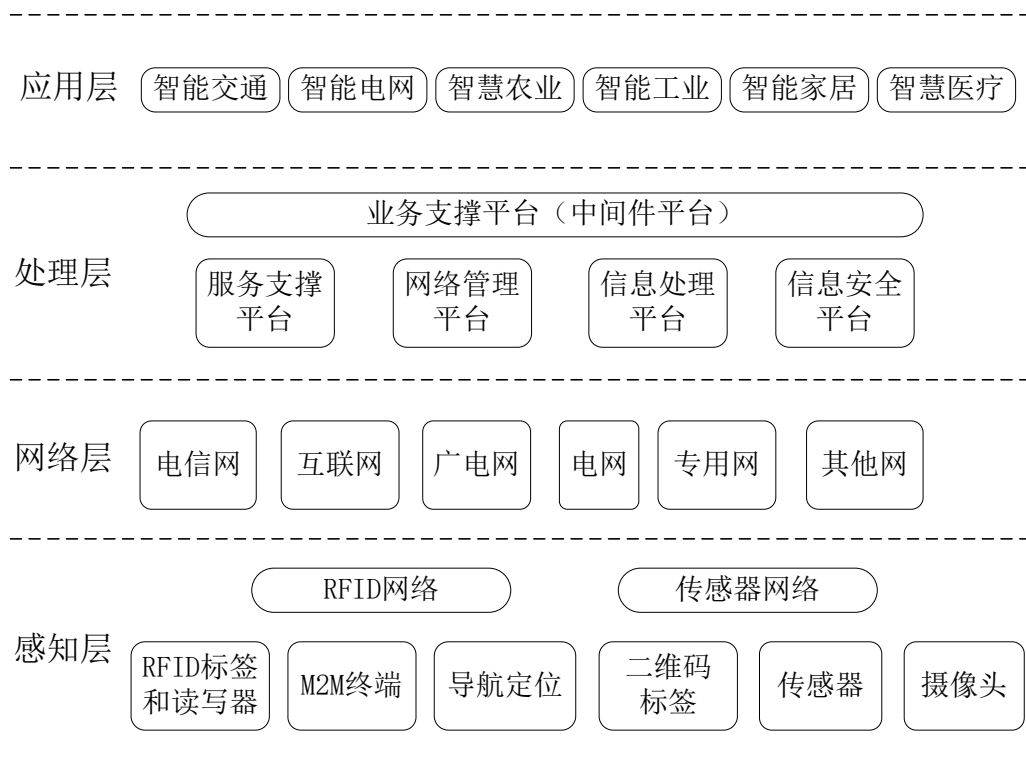 应用层 智能交通 智能电网 智慧农业 智能工业 智能家居 智慧医疗
业务支撑平台（中间件平台）
处理层
服务支撑平台 网络管理平台 信息处理平台 信息安全平台
网络层 电信网 互联网 广电网 电网 专用网 其他网
RFID网络 传感器网络
感知层
RFID标签和读写器 M2M终端 导航定位 二维码标签 传感器 摄像头